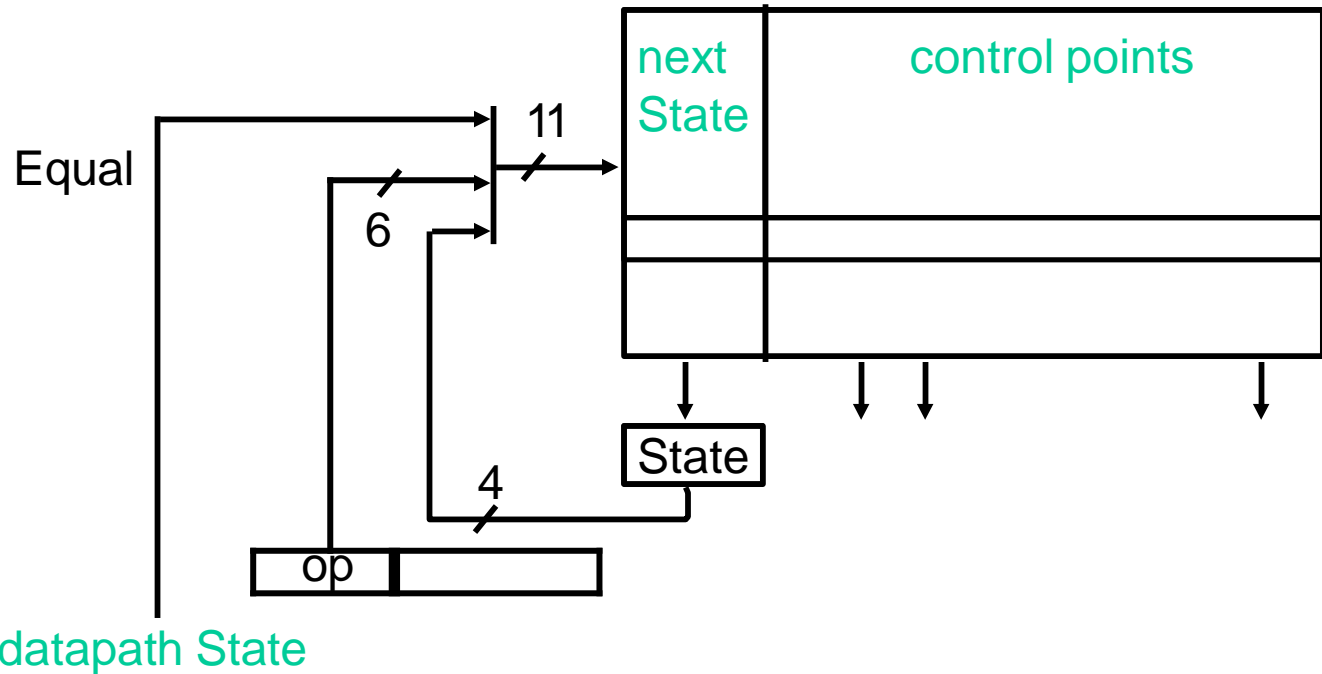 next
State
control points
11
Equal
6
State
4
op
datapath State